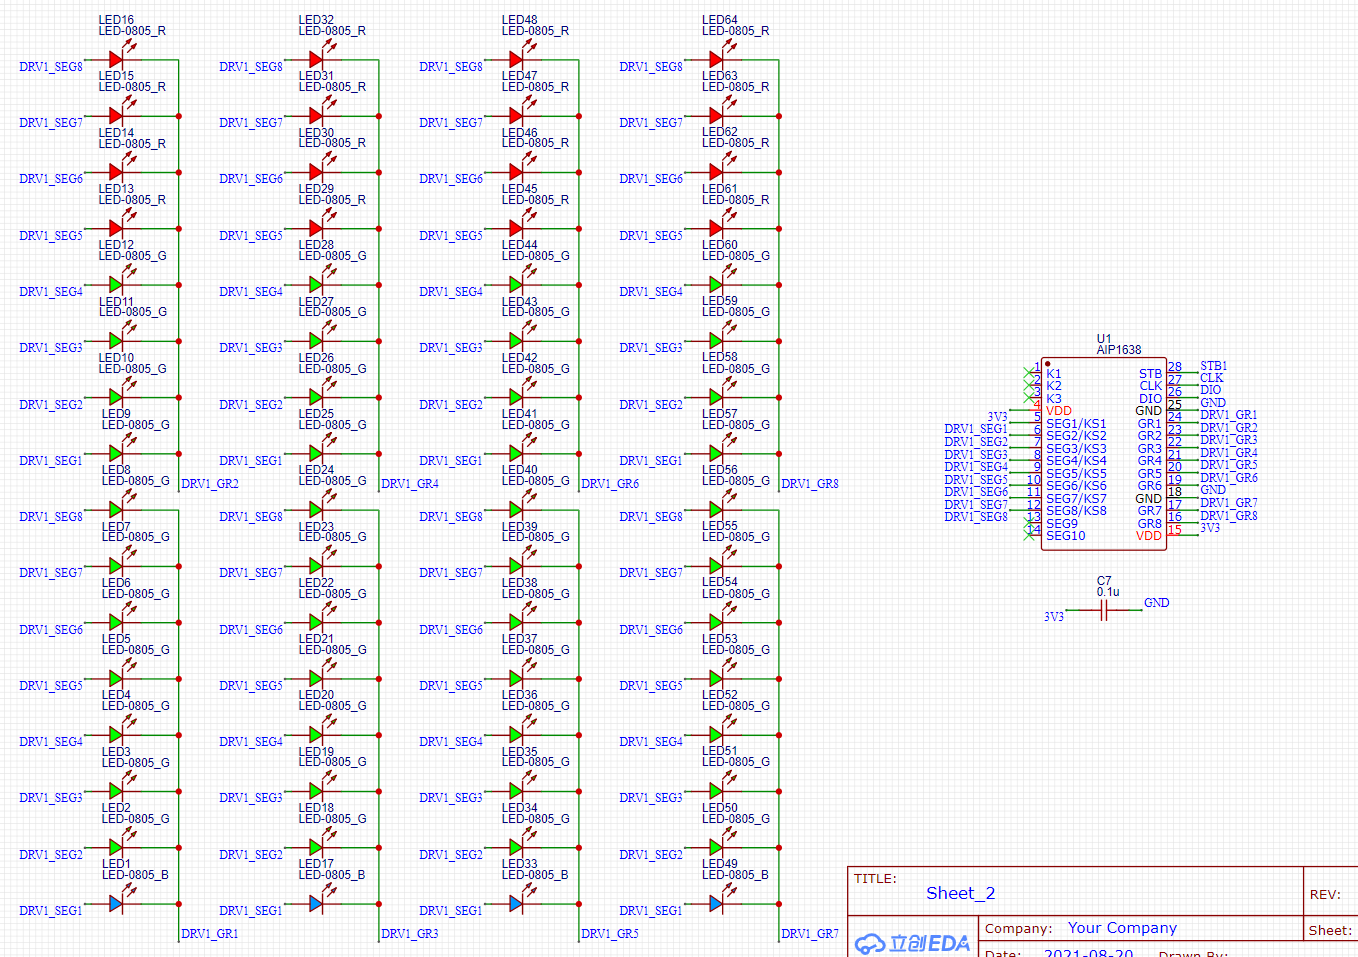 LED16
LED-0805_R
DRV1_SEG8
LED15
LED-0805_R
DRV1_SEG7
LED14
LED-0805_R
DRV1_SEG6
LED13
LED-0805_R
DRV1_SEG5
LED12
LED-0805_G
DRV1_SEG4
LED11
LED-0805_G
DRV1_SEG3
LED10
LED-0805_G
DRV1_SEG2
LED9
LED-0805_G
DRV1_SEG1
DRV1_GR2
LED8
LED-0805_G
DRV1_SEG8
LED7
LED-0805_G
DRV1_SEG7
LED6
LED-0805_G
DRV1_SEG6
LED5
LED-0805_G
DRV1_SEG5
LED4
LED-0805_G
DRV1_SEG4
LED3
LED-0805_G
DRV1_SEG3
LED2
LED-0805_G
DRV1_SEG2
LED1
LED-0805_B
DRV1_SEG1
DRV1_GR1
LED32
LED-0805_R
DRV1_SEG8
LED31
LED-0805_R
DRV1_SEG7
LED30
LED-0805_R
DRV1_SEG6
LED29
LED-0805_R
DRV1_SEG5
LED28
LED-0805_G
DRV1_SEG4
LED27
LED-0805_G
DRV1_SEG3
LED26
LED-0805_G
DRV1_SEG2
LED25
LED-0805_G
DRV1_SEG1
DRV1_GR4
LED24
LED-0805_G
DRV1_SEG8
LED23
LED-0805_G
DRV1_SEG7
LED22
LED-0805_G
DRV1_SEG6
LED21
LED-0805_G
DRV1_SEG5
LED20
LED-0805_G
DRV1_SEG4
LED19
LED-0805_G
DRV1_SEG3
LED18
LED-0805_G
DRV1_SEG2
LED17
LED-0805_B
DRV1_SEG1
DRV1_GR3
LED48
LED-0805_R
DRV1_SEG8
LED47
LED-0805_R
DRV1_SEG7
LED46
LED-0805_R
DRV1_SEG6
LED45
LED-0805_R
DRV1_SEG5
LED44
LED-0805_G
DRV1_SEG4
LED43
LED-0805_G
DRV1_SEG3
LED42
LED-0805_G
DRV1_SEG2
LED41
LED-0805_G
DRV1_SEG1
DRV1_GR6
LED40
LED-0805_G
DRV1_SEG8
LED39
LED-0805_G
DRV1_SEG7
LED38
LED-0805_G
DRV1_SEG6
LED37
LED-0805_G
DRV1_SEG5
LED36
LED-0805_G
DRV1_SEG4
LED35
LED-0805_G
DRV1_SEG3
LED34
LED-0805_G
DRV1_SEG2
LED33
LED-0805_B
DRV1_SEG1
DRV1_GR5
LED64
LED-0805_R
DRV1_SEG8
LED63
LED-0805_R
DRV1_SEG7
LED62
LED-0805_R
DRV1_SEG6
LED61
LED-0805_R
DRV1_SEG5
LED60
LED-0805_G
DRV1_SEG4
LED59
LED-0805_G
DRV1_SEG3
LED58
LED-0805_G
DRV1_SEG2
LED57
LED-0805_G
DRV1_SEG1
DRV1_GR8
LED56
LED-0805_G
DRV1_SEG8
LED55
LED-0805_G
DRV1_SEG7
LED54
LED-0805_G
DRV1_SEG6
LED53
LED-0805_G
DRV1_SEG5
LED52
LED-0805_G
DRV1_SEG4
LED51
LED-0805_G
DRV1_SEG3
LED50
LED-0805_G
DRV1_SEG2
LED49
LED-0805_B
DRV1_SEG1
DRV1_GR7
U1
AIP1638
1 K1 STB 28 STB1
2 K2 CLK 27 CLK
3 K3 DIO 26 DIO
3V3 4 VDD GND 25 GND
DRV1_SEG1 5 SEG1/KS1 GR1 24 DRV1_GR1
DRV1_SEG2 6 SEG2/KS2 GR2 23 DRV1_GR2
DRV1_SEG3 7 SEG3/KS3 GR3 22 DRV1_GR3
DRV1_SEG4 8 SEG4/KS4 GR4 21 DRV1_GR4
DRV1_SEG5 9 SEG5/KS5 GR5 20 DRV1_GR5
DRV1_SEG6 10 SEG6/KS6 GR6 19 DRV1_GR6
DRV1_SEG7 11 SEG7/KS7 GND 18 GND
DRV1_SEG8 12 SEG8/KS8 GR7 17 DRV1_GR7
13 SEG9 GR8 16 DRV1_GR8
14 SEG10 VDD 15 3V3
C7
0.1u
3V3 GND
TITLE:
Sheet_2
REV:
Company: Your Company
Sheet:
立创EDA
Date: 2021-08-20 Drawn By: